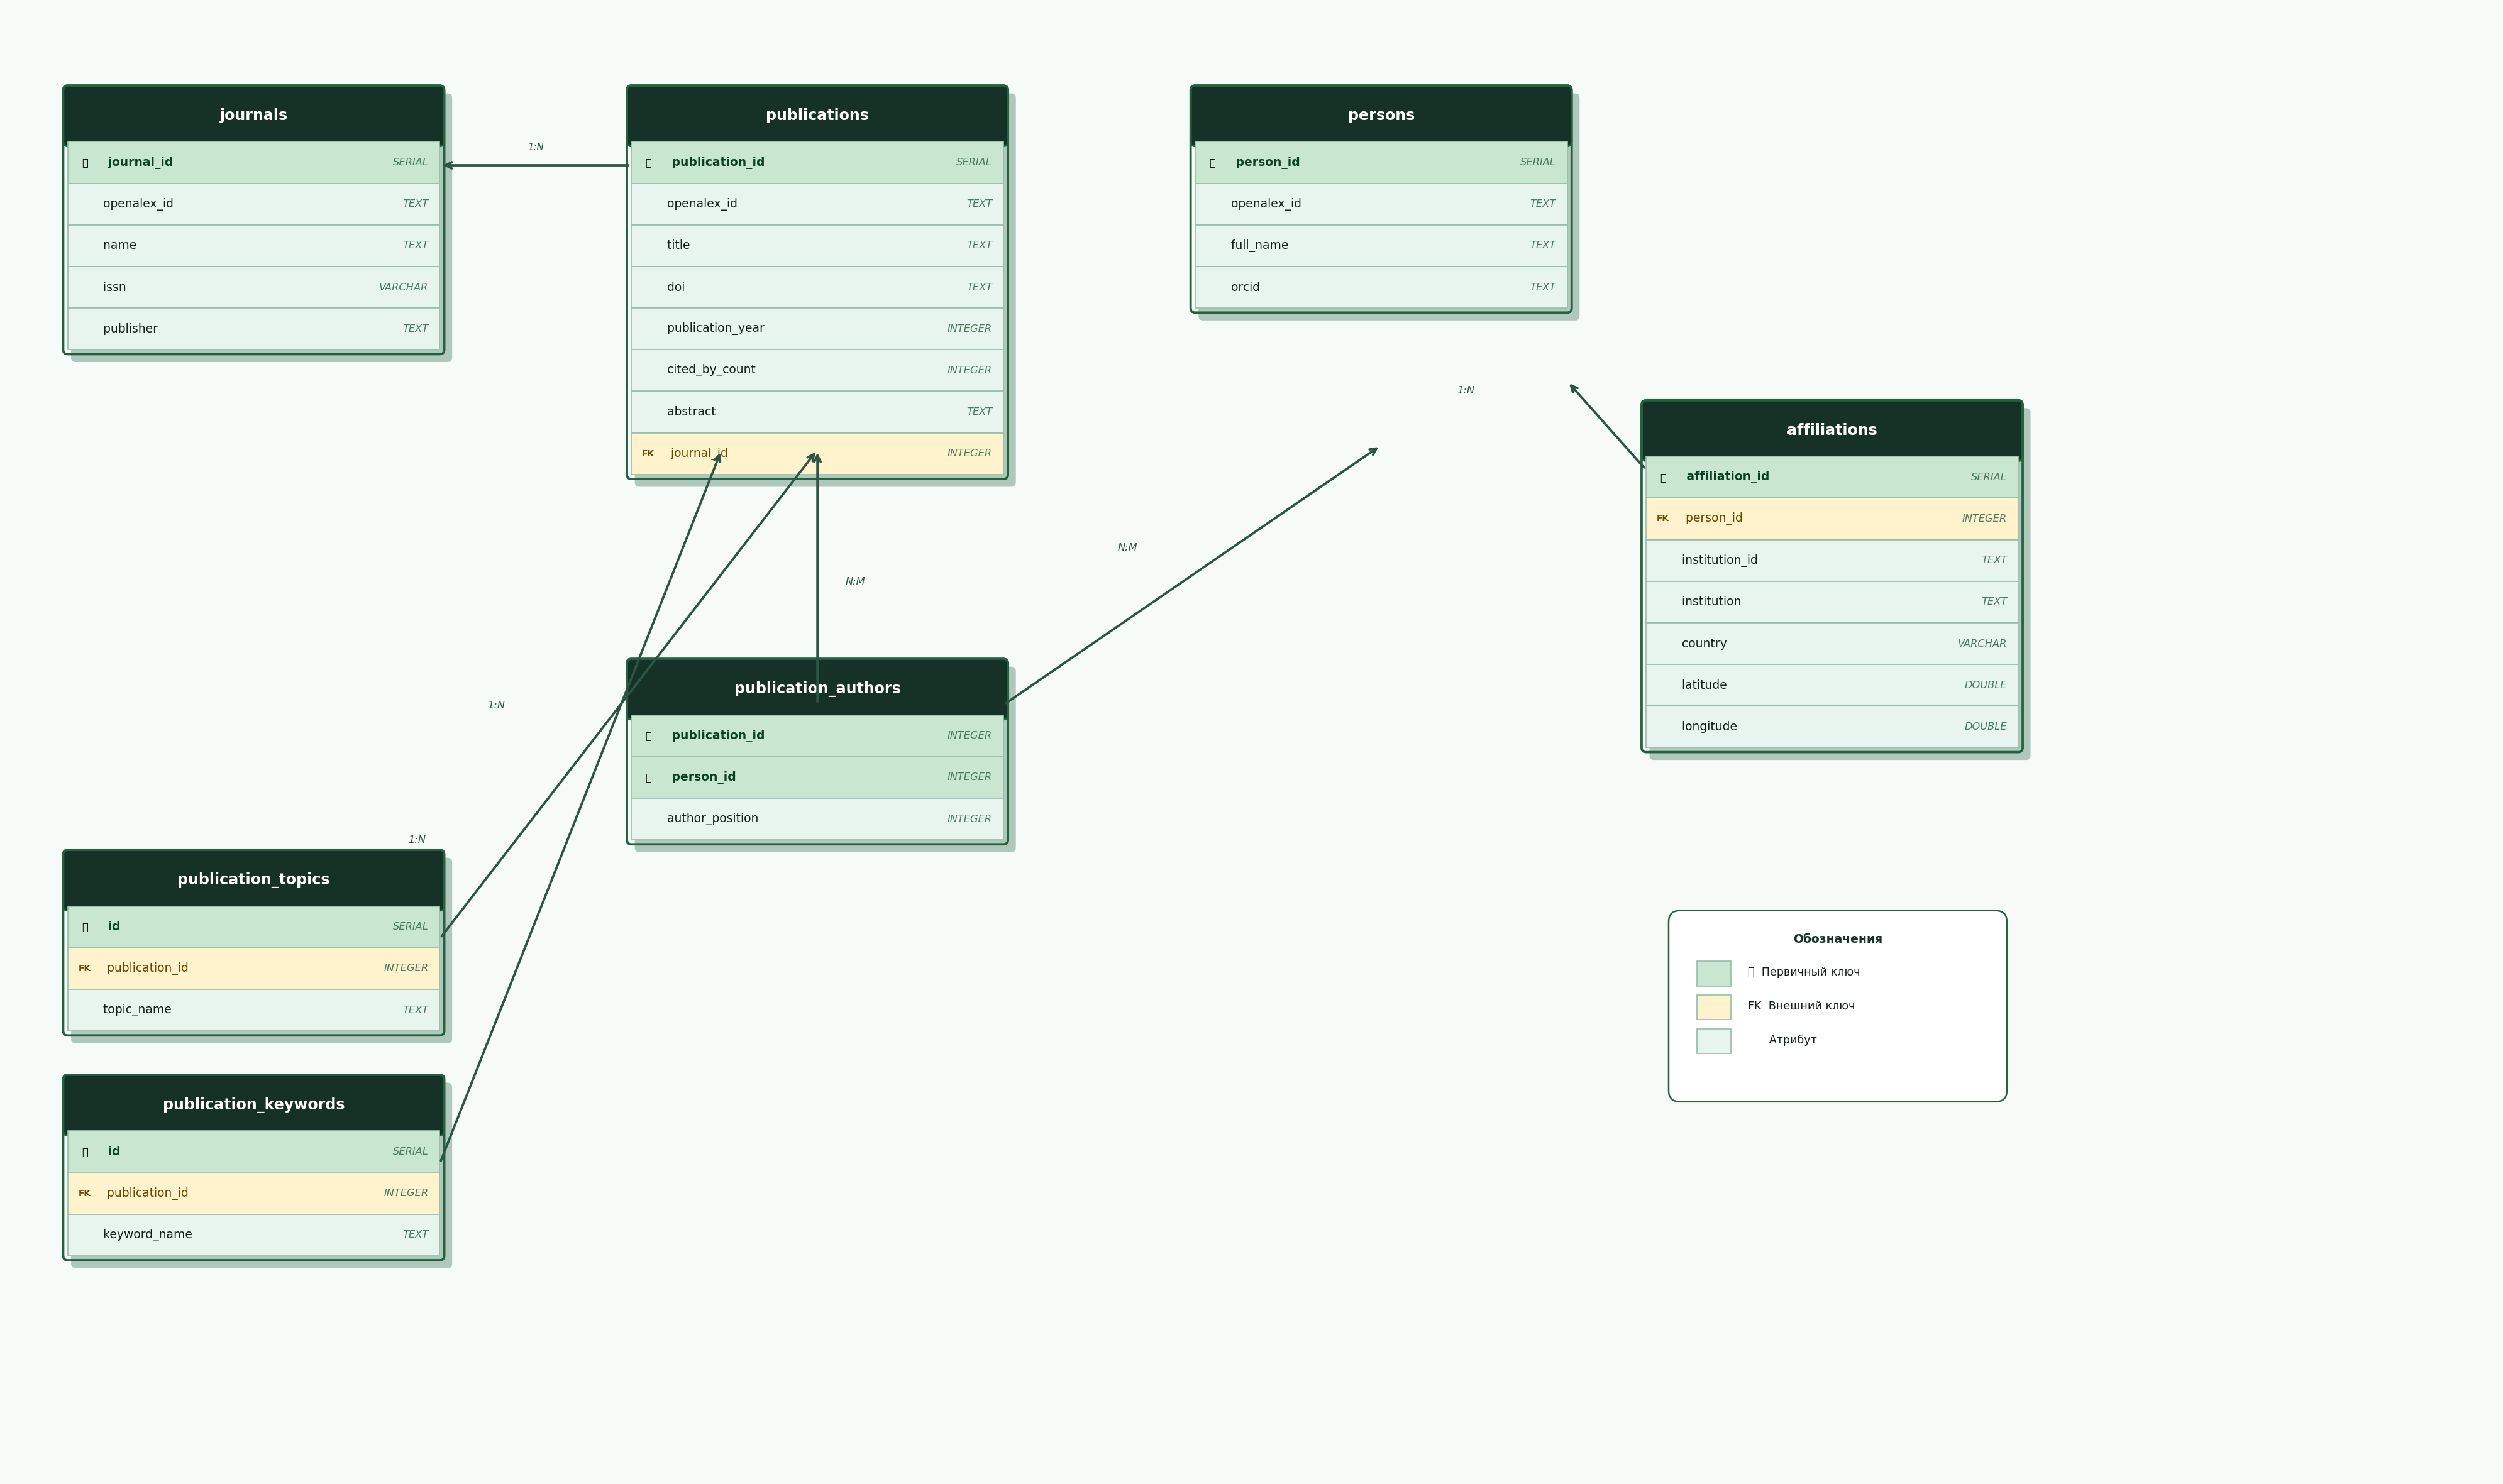 journals
journal_id SERIAL
openalex_id TEXT
name TEXT
issn VARCHAR
publisher TEXT
1:N
publications
publication_id SERIAL
openalex_id TEXT
title TEXT
doi TEXT
publication_year INTEGER
cited_by_count INTEGER
abstract TEXT
FK journal_id INTEGER
persons
person_id SERIAL
openalex_id TEXT
full_name TEXT
orcid TEXT
1:N
affiliations
affiliation_id SERIAL
FK person_id INTEGER
institution_id TEXT
institution TEXT
country VARCHAR
latitude DOUBLE
longitude DOUBLE
N:M
N:M
publication_authors
publication_id INTEGER
person_id INTEGER
author_position INTEGER
1:N
1:N
publication_topics
id SERIAL
FK publication_id INTEGER
topic_name TEXT
publication_keywords
id SERIAL
FK publication_id INTEGER
keyword_name TEXT
Обозначения
Первичный ключ
FK Внешний ключ
Атрибут